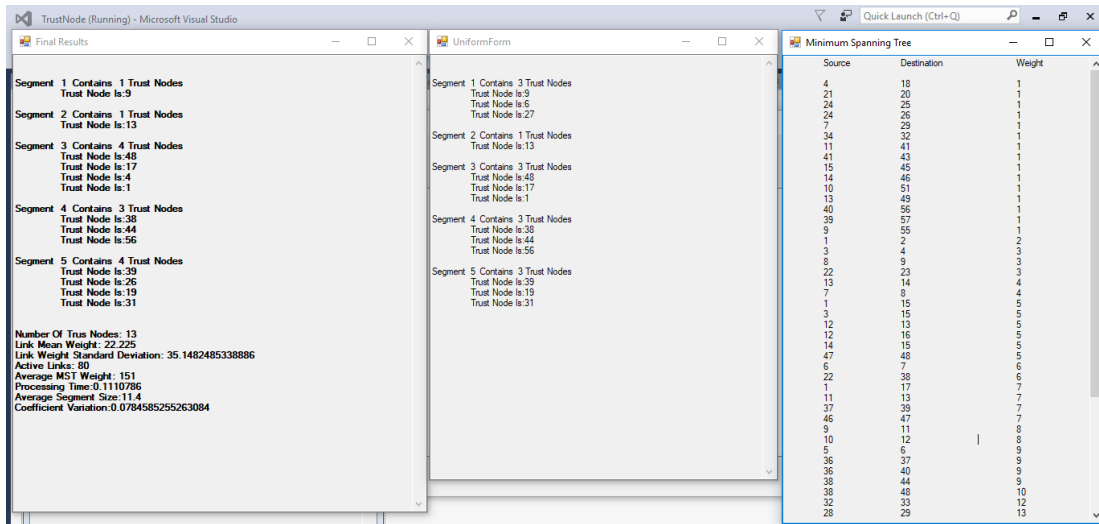 TrustNode (Running) - Microsoft Visual Studio
Quick Launch (Ctrl+Q)
Final Results
Segment 1 Contains 1 Trust Nodes
Trust Node Is:9
Segment 2 Contains 1 Trust Nodes
Trust Node Is:13
Segment 3 Contains 4 Trust Nodes
Trust Node Is:48
Trust Node Is:17
Trust Node Is:4
Trust Node Is:1
Segment 4 Contains 3 Trust Nodes
Trust Node Is:38
Trust Node Is:44
Trust Node Is:56
Segment 5 Contains 4 Trust Nodes
Trust Node Is:39
Trust Node Is:26
Trust Node Is:19
Trust Node Is:31
Number Of Trus Nodes: 13
Link Mean Weight: 22.225
Link Weight Standard Deviation: 35.1482485338886
Active Links: 80
Average MST Weight: 151
Processing Time:0.1110786
Average Segment Size:11.4
Coefficient Variation:0.0784585255263084
UniformForm
Segment 1 Contains 3 Trust Nodes
Trust Node Is:9
Trust Node Is:6
Trust Node Is:27
Segment 2 Contains 1 Trust Nodes
Trust Node Is:13
Segment 3 Contains 3 Trust Nodes
Trust Node Is:48
Trust Node Is:17
Trust Node Is:1
Segment 4 Contains 3 Trust Nodes
Trust Node Is:38
Trust Node Is:44
Trust Node Is:56
Segment 5 Contains 3 Trust Nodes
Trust Node Is:39
Trust Node Is:19
Trust Node Is:31
Minimum Spanning Tree
Source Destination Weight
4 18 1
21 20 1
24 25 1
24 26 1
7 29 1
34 32 1
11 41 1
41 43 1
15 45 1
14 46 1
10 51 1
13 49 1
40 56 1
39 57 1
9 55 1
1 2 2
3 4 3
8 9 3
22 23 3
13 14 4
7 8 4
1 15 5
3 15 5
12 13 5
12 16 5
14 15 5
47 48 5
6 7 6
22 38 6
1 17 7
11 13 7
37 39 7
46 47 7
9 11 8
10 12 8
5 6 9
36 37 9
36 40 9
38 44 9
38 48 10
32 33 12
28 29 13